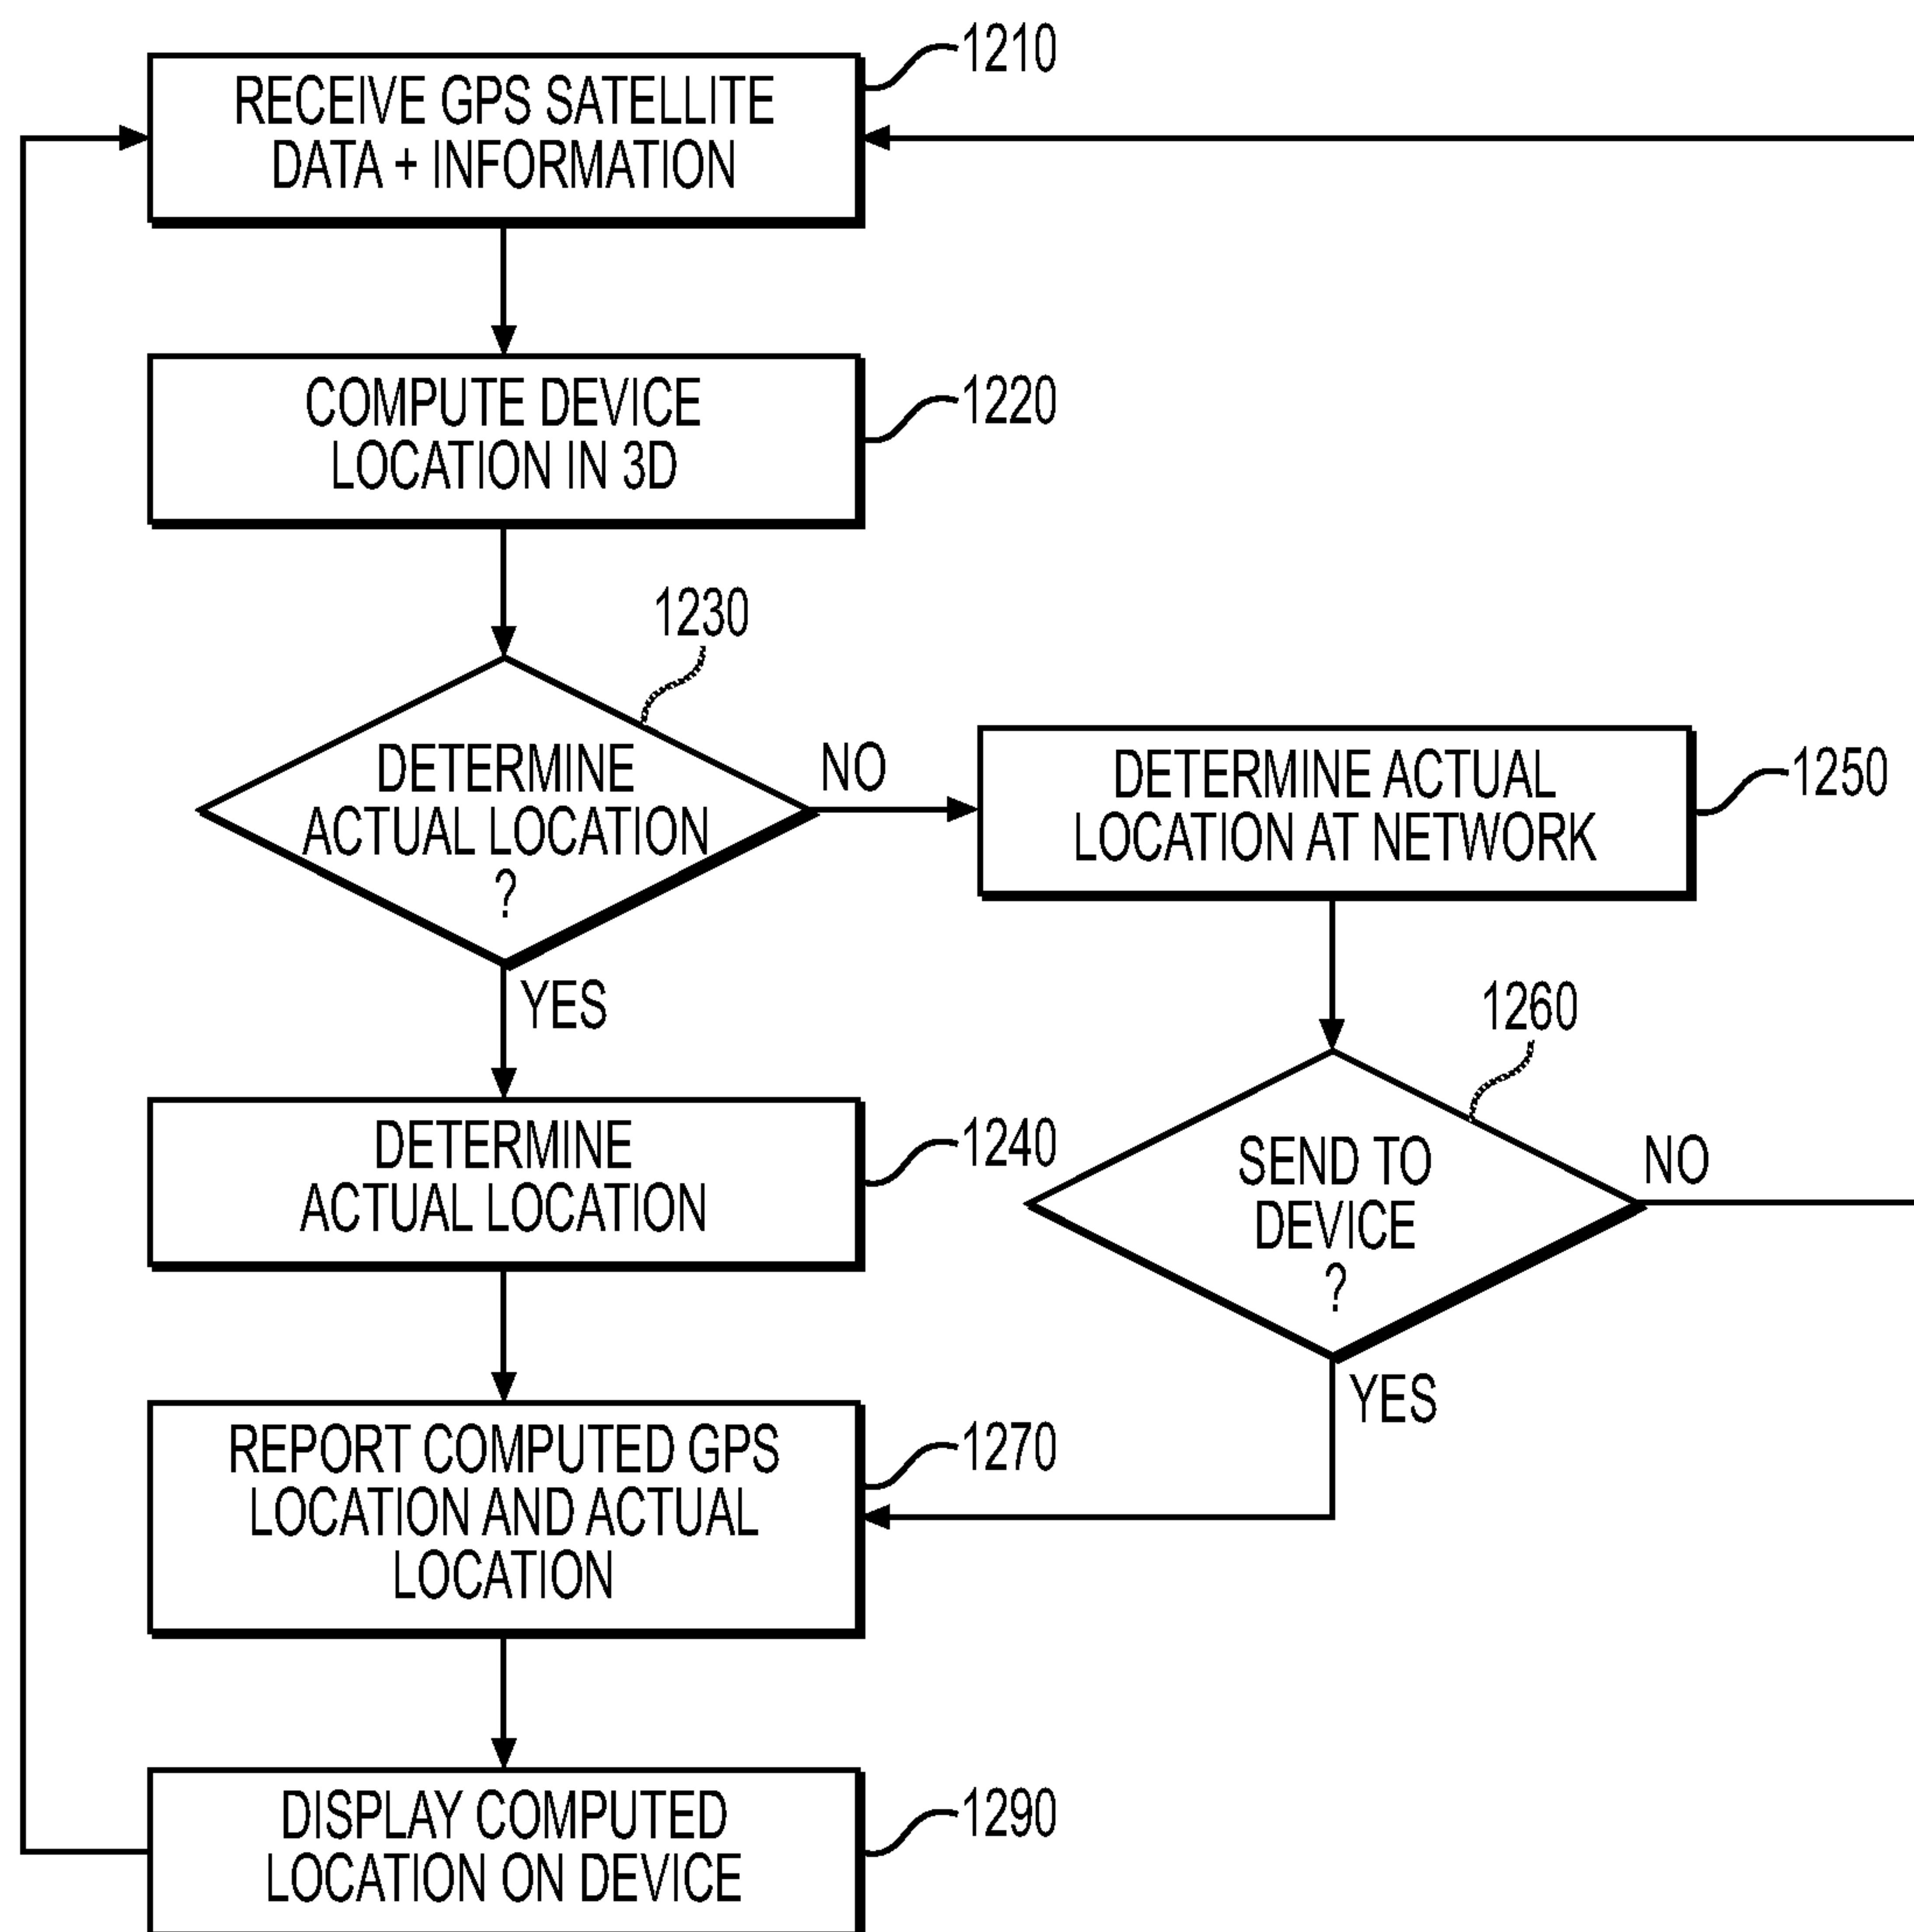 1210
RECEIVE GPS SATELLITE
DATA + INFORMATION
1220
COMPUTE DEVICE
LOCATION IN 3D
1230
DETERMINE
ACTUAL LOCATION
?
NO
YES
DETERMINE ACTUAL
LOCATION AT NETWORK
1250
1260
SEND TO
DEVICE
?
NO
YES
1240
DETERMINE
ACTUAL LOCATION
1270
REPORT COMPUTED GPS
LOCATION AND ACTUAL
LOCATION
1290
DISPLAY COMPUTED
LOCATION ON DEVICE